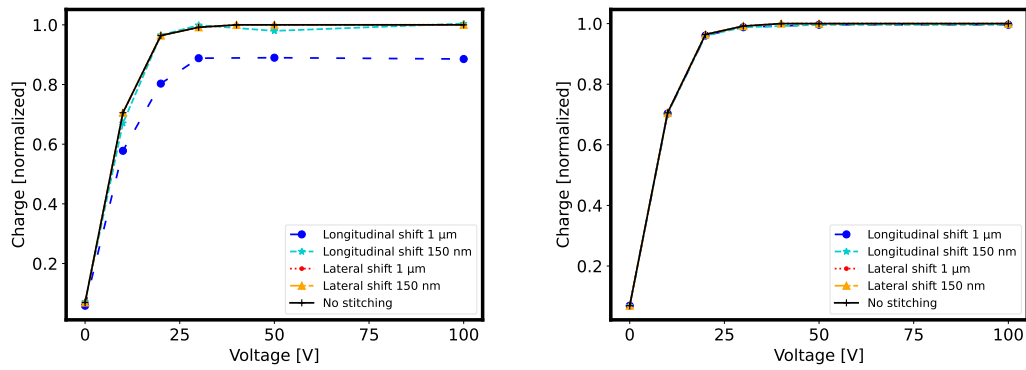 1.0
0.8
0.6
0.4
0.2
Charge [normalized]
Longitudinal shift 1 μm
Longitudinal shift 150 nm
Lateral shift 1 μm
Lateral shift 150 nm
No stitching
0 25 50 75 100
Voltage [V]
1.0
0.8
0.6
0.4
0.2
Charge [normalized]
Longitudinal shift 1 μm
Longitudinal shift 150 nm
Lateral shift 1 μm
Lateral shift 150 nm
No stitching
0 25 50 75 100
Voltage [V]